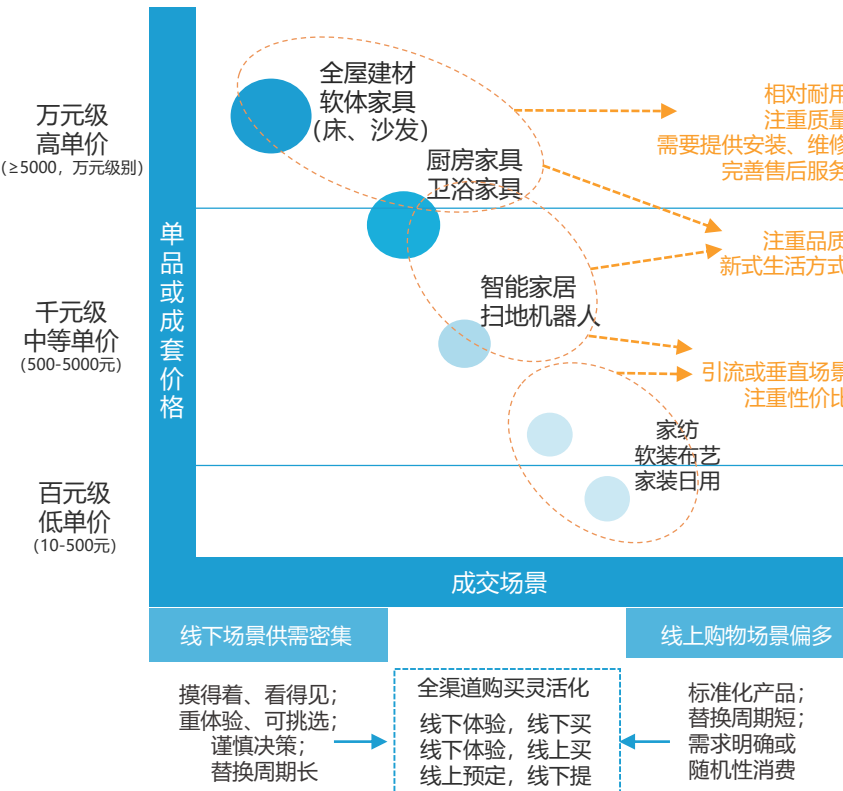 万元级
高单价
(≥5000，万元级别)
千元级
中等单价
(500-5000元)
百元级
低单价
(10-500元)
单品或成套价格
全屋建材
软体家具
(床、沙发)
厨房家具
卫浴家具
智能家居
扫地机器人
家纺
软装布艺
家装日用
相对耐用
注重质量
需要提供安装、维修
完善售后服务
注重品质
新式生活方式
引流或垂直场景
注重性价比
成交场景
线下场景供需密集
线上购物场景偏多
摸得着、看得见；
重体验、可挑选；
谨慎决策；
替换周期长
全渠道购买灵活化
线下体验，线下买
线下体验，线上买
线上预定，线下提
标准化产品；
替换周期短；
需求明确或
随机性消费